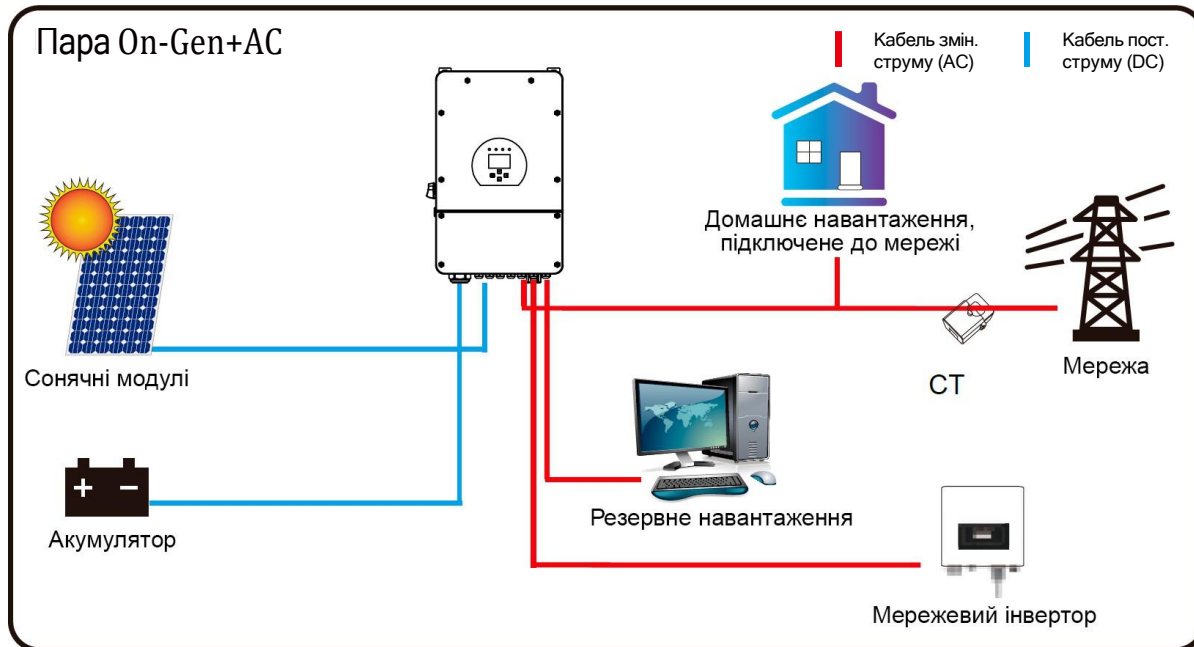 Пара On-Gen+AC
Кабель змін.
струму (AC)
Кабель пост.
струму (DC)
Домашнє навантаження,
підключене до мережі
Сонячні модулі
CT
Мережа
+ −
Акумулятор
Резервне навантаження
Мережевий інвертор